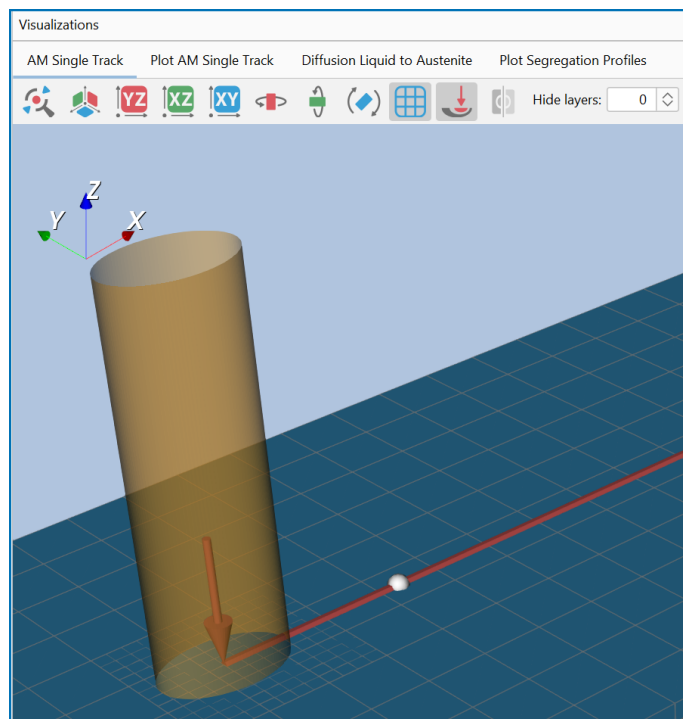 Visualizations
AM Single Track Plot AM Single Track Diffusion Liquid to Austenite Plot Segregation Profiles
YZ XZ XY Hide layers: 0
Z
Y X